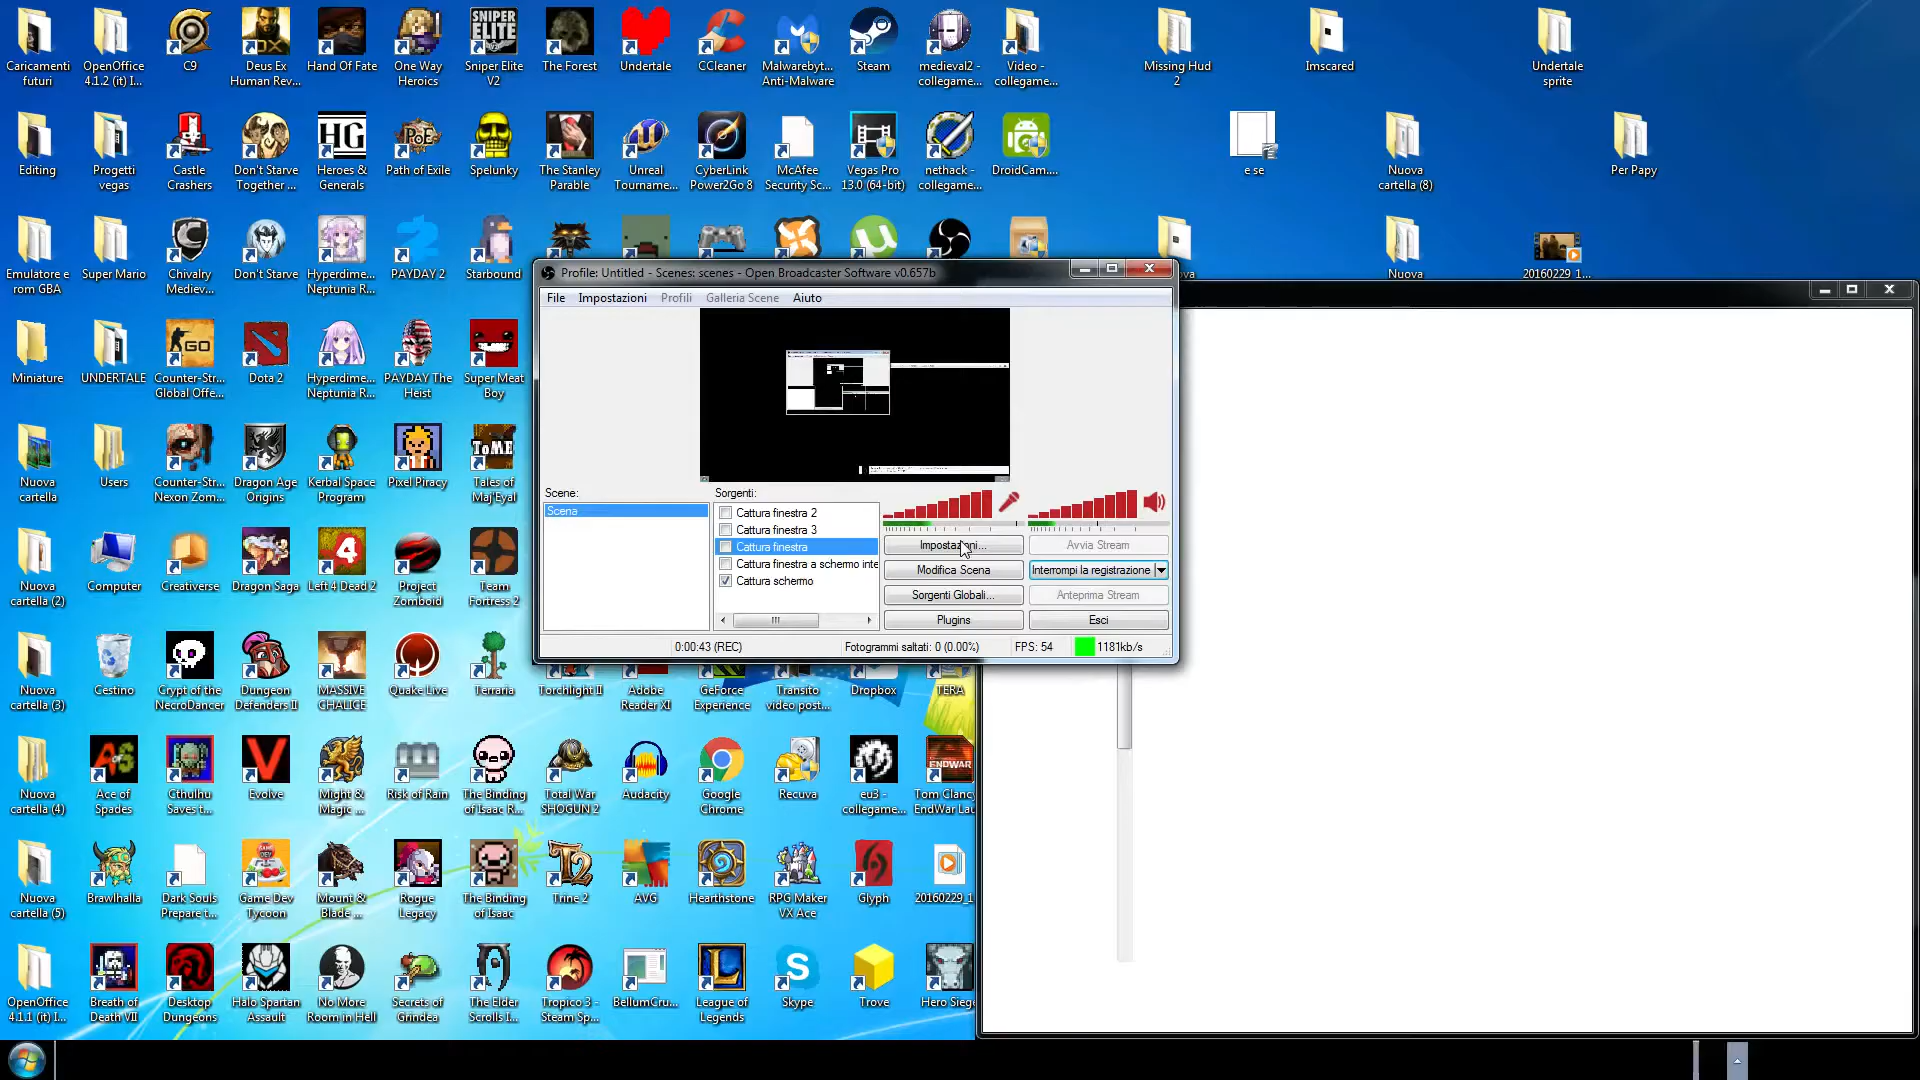 Caricamenti futuri
OpenOffice 4.1.2 (it) I...
C9
Deus Ex Human Rev...
Hand Of Fate
One Way Heroics
Sniper Elite V2
The Forest
Undertale
CCleaner
Malwarebyt... Anti-Malware
Steam
medieval2 - collegame...
Video - collegame...
Missing Hud 2
Imscared
Undertale sprite
Editing
Progetti vegas
Castle Crashers
Don't Starve Together ...
Heroes & Generals
Path of Exile
Spelunky
The Stanley Parable
Unreal Tourname...
CyberLink Power2Go 8
McAfee Security Sc...
Vegas Pro 13.0 (64-bit)
nethack - collegame...
DroidCam....
e se
Nuova cartella (8)
Per Papy
Emulatore e rom GBA
Super Mario
Chivalry Mediev...
Don't Starve
Hyperdime... Neptunia R...
PAYDAY 2
Starbound
Nuova
20160229_1...
Profile: Untitled - Scenes: scenes - Open Broadcaster Software v0.657b
File
Impostazioni
Profili
Galleria Scene
Aiuto
Scene:
Scena
Sorgenti:
Cattura finestra 2
Cattura finestra 3
Cattura finestra
Cattura finestra a schermo inte
Cattura schermo
Modifica Scena
Sorgenti Globali...
Plugins
Avvia Stream
Interrompi la registrazione
Anteprima Stream
Esci
0:00:43 (REC)
Fotogrammi saltati: 0 (0.00%)
FPS: 54
1181kb/s
Miniature
UNDERTALE
Counter-Str... Global Offe...
Dota 2
Hyperdime... Neptunia R...
PAYDAY The Heist
Super Meat Boy
Nuova cartella
Users
Counter-Str... Nexon Zom...
Dragon Age Origins
Kerbal Space Program
Pixel Piracy
Tales of Maj'Eyal
Nuova cartella (2)
Computer
Creativerse
Dragon Saga
Left 4 Dead 2
Project Zomboid
Team Fortress 2
Nuova cartella (3)
Cestino
Crypt of the NecroDancer
Dungeon Defenders II
MASSIVE CHALICE
Quake Live
Terraria
Torchlight II
Adobe Reader XI
GeForce Experience
Transito video post...
Dropbox
TERA
Nuova cartella (4)
Ace of Spades
Cthulhu Saves t...
Evolve
Might & Magic ...
Risk of Rain
The Binding of Isaac R...
Total War SHOGUN 2
Audacity
Google Chrome
Recuva
eu3 - collegame...
Tom Clancy EndWar Lau
Nuova cartella (5)
Brawlhalla
Dark Souls Prepare t...
Game Dev Tycoon
Mount & Blade ...
Rogue Legacy
The Binding of Isaac
Trine 2
AVG
Hearthstone
RPG Maker VX Ace
Glyph
20160229_1
OpenOffice 4.1.1 (it) I...
Breath of Death VII
Desktop Dungeons
Halo Spartan Assault
No More Room in Hell
Secrets of Grindea
The Elder Scrolls I...
Tropico 3 - Steam Sp...
BellumCru...
League of Legends
Skype
Trove
Hero Siege